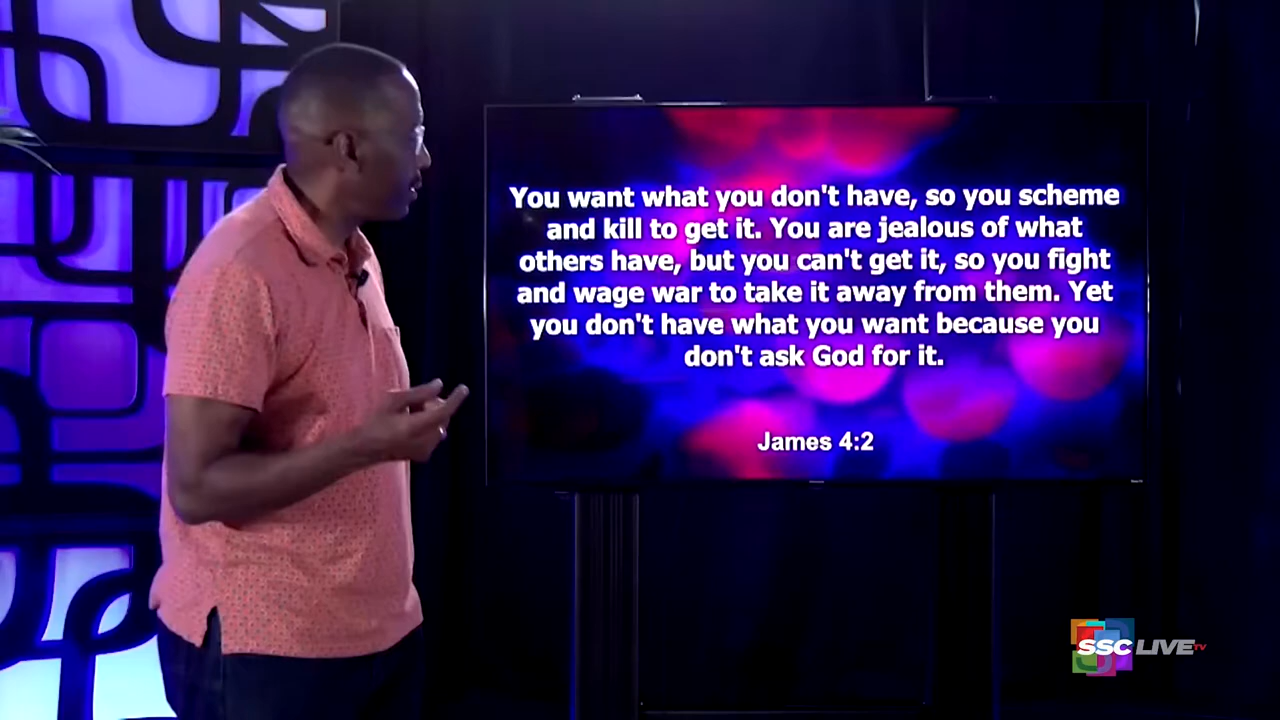 You want what you don't have, so you scheme
and kill to get it. You are jealous of what
others have, but you can't get it, so you fight
and wage war to take it away from them. Yet
you don't have what you want because you
don't ask God for it.
James 4:2
SSC LIVE TV